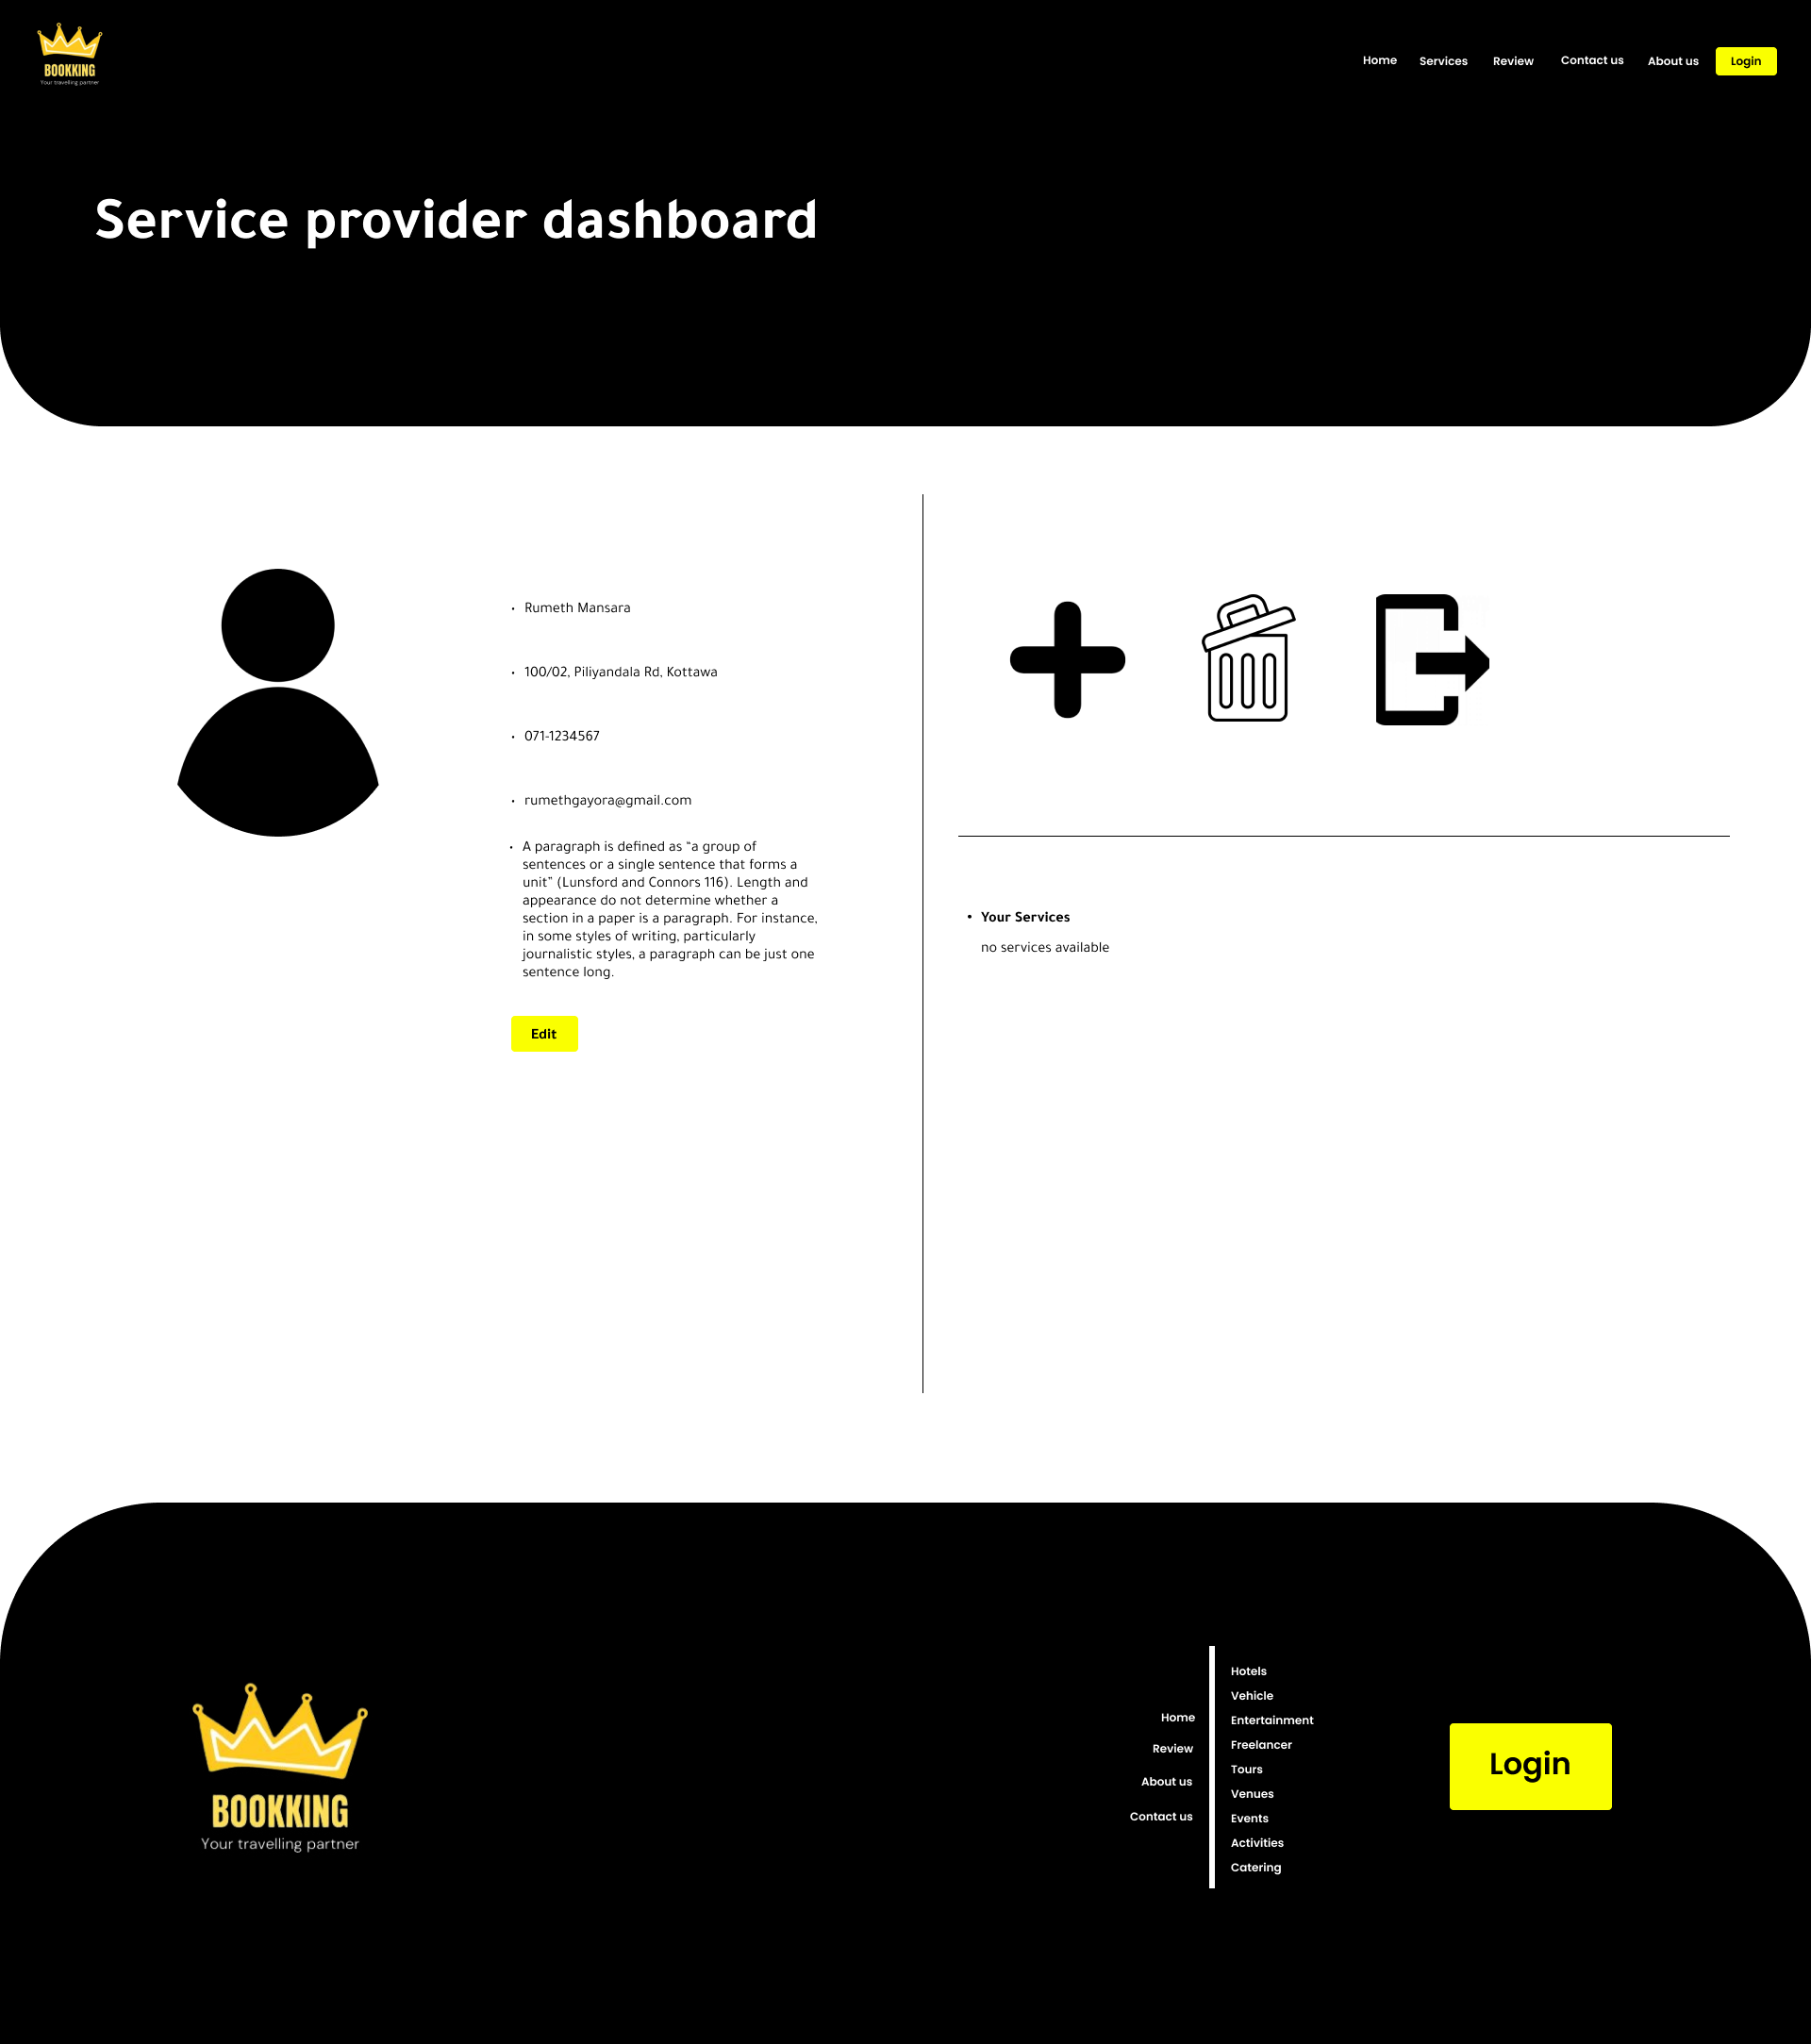 BOOKKING
Your travelling partner
Home Services Review Contact us About us Login
Service provider dashboard
• Rumeth Mansara
• 100/02, Piliyandala Rd, Kottawa
• 071-1234567
• rumethgayora@gmail.com
• A paragraph is defined as “a group of
sentences or a single sentence that forms a
unit” (Lunsford and Connors 116). Length and
appearance do not determine whether a
section in a paper is a paragraph. For instance,
in some styles of writing, particularly
journalistic styles, a paragraph can be just one
sentence long.
Edit
• Your Services
no services available
BOOKKING
Your travelling partner
Home
Review
About us
Contact us
Hotels
Vehicle
Entertainment
Freelancer
Tours
Venues
Events
Activities
Catering
Login